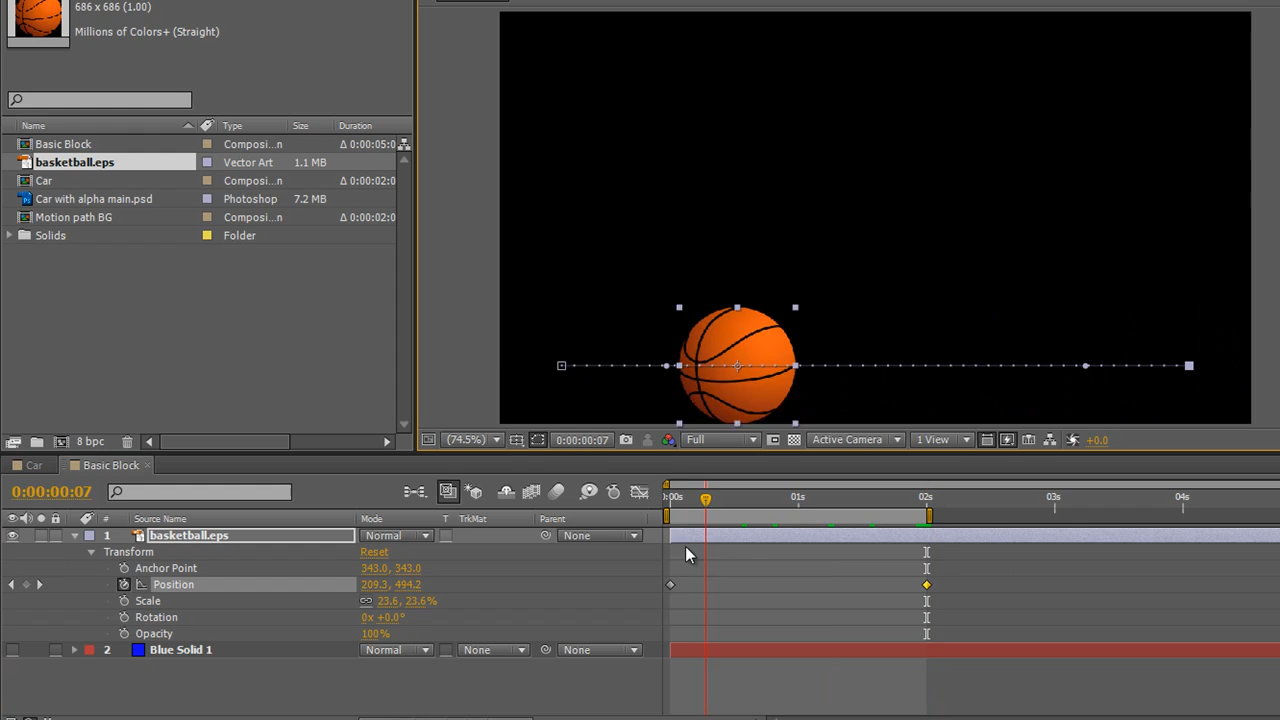 686 x 686 (1.00)
Millions of Colors+ (Straight)
Name Type Size Duration
Basic Block Composi...n Δ 0:00:05:0
basketball.eps Vector Art 1.1 MB
Car Composi...n Δ 0:00:02:0
Car with alpha main.psd Photoshop 7.2 MB
Motion path BG Composi...n Δ 0:00:02:0
Solids Folder
8 bpc
(74.5%) 0:00:00:07 Full Active Camera 1 View +0.0
Car Basic Block
0:00:00:07
:00s 01s 02s 03s 04s
# Source Name Mode T TrkMat Parent
1 basketball.eps Normal None
Transform Reset
Anchor Point 343.0, 343.0
Position 209.3, 494.2
Scale 23.6, 23.6%
Rotation 0x +0.0°
Opacity 100%
2 Blue Solid 1 Normal None None